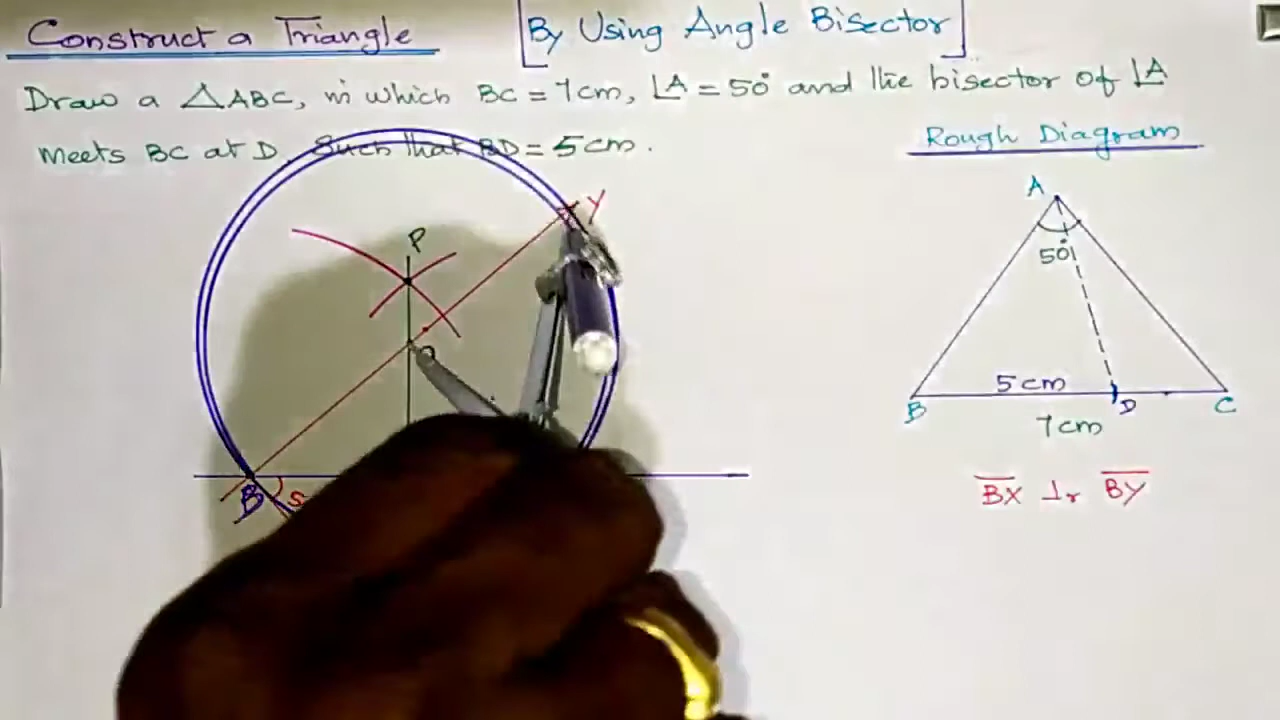 Construct a Triangle [By Using Angle Bisector]
Draw a △ABC, in which BC = 7cm, ∠A = 50° and the bisector of ∠A
meets BC at D. Such that BD = 5cm.
Rough Diagram
A
50°
5cm
B D C
7cm
BX ⊥r BY
P
Y
O
B